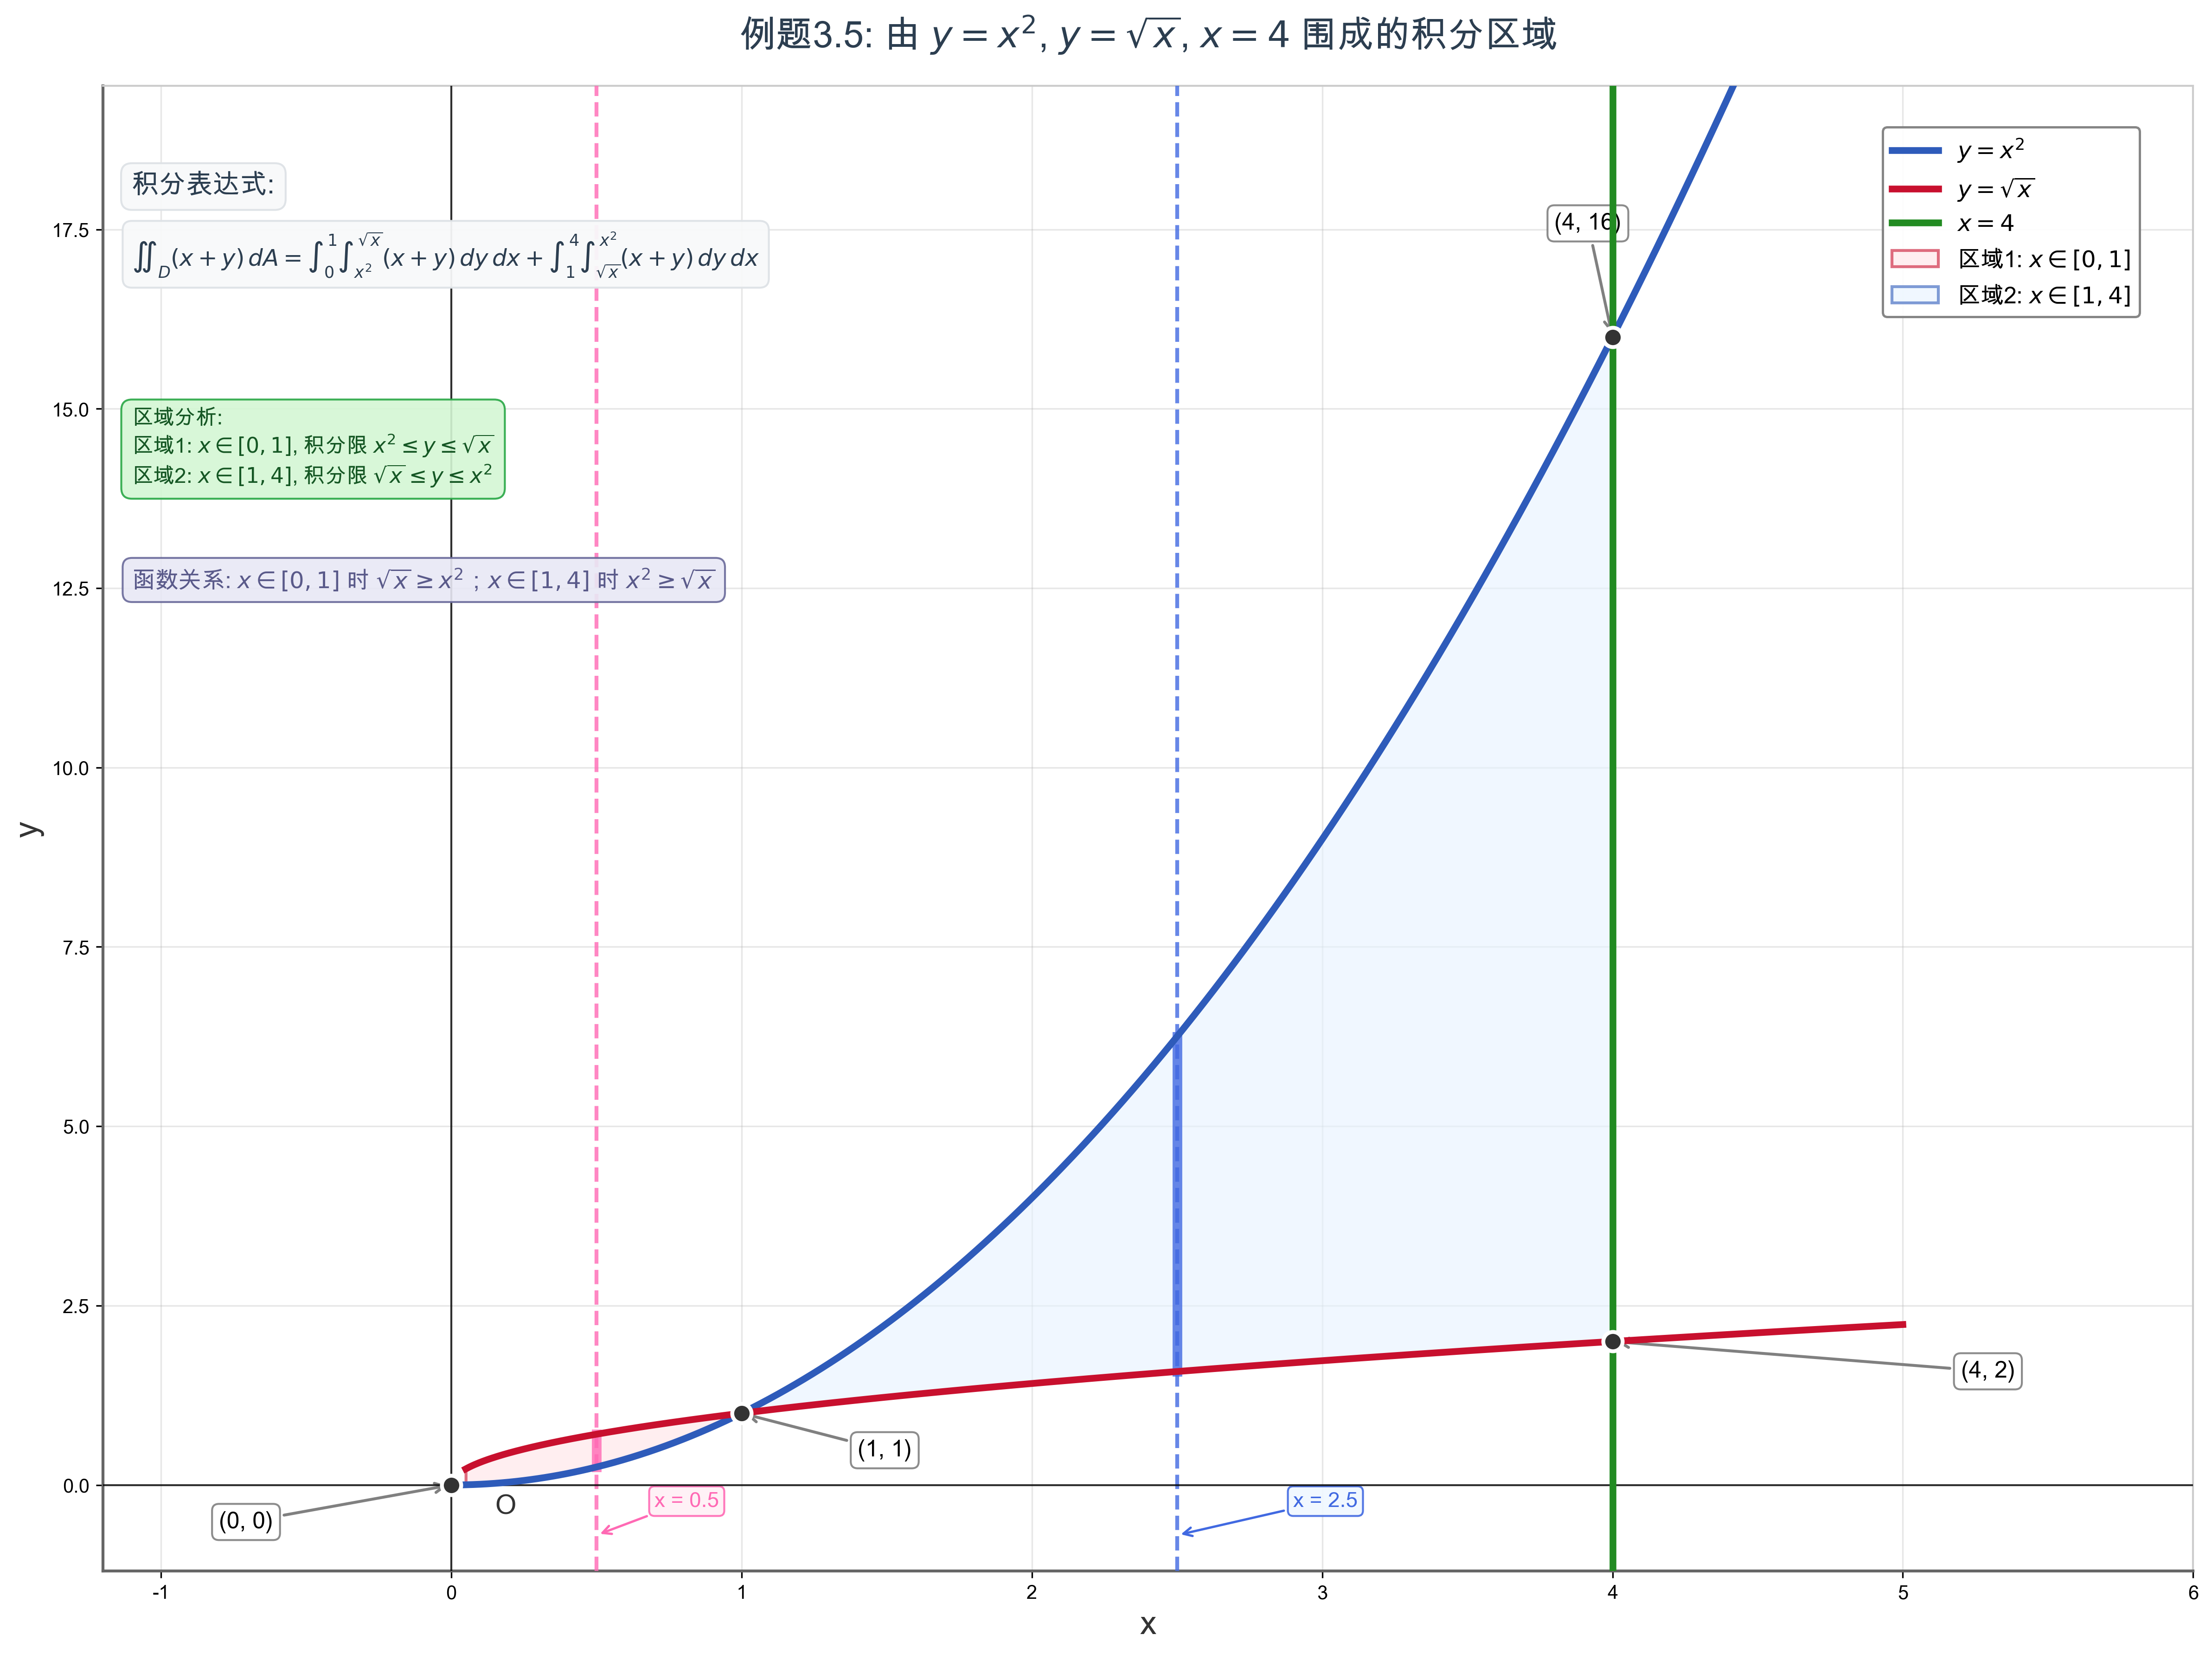 例题3.5: 由 y = x², y = √x, x = 4 围成的积分区域
y = x²
y = √x
x = 4
区域1: x ∈ [0, 1]
区域2: x ∈ [1, 4]
积分表达式:
∬_D (x + y) dA = ∫₀¹ ∫_{x²}^{√x} (x + y) dy dx + ∫₁⁴ ∫_{√x}^{x²} (x + y) dy dx
(4, 16)
区域分析:
区域1: x ∈ [0, 1], 积分限 x² ≤ y ≤ √x
区域2: x ∈ [1, 4], 积分限 √x ≤ y ≤ x²
函数关系: x ∈ [0, 1] 时 √x ≥ x² ; x ∈ [1, 4] 时 x² ≥ √x
17.5
15.0
12.5
10.0
7.5
5.0
2.5
0.0
y
(4, 2)
(1, 1)
(0, 0)
O
x = 0.5
x = 2.5
-1 0 1 2 3 4 5 6
x